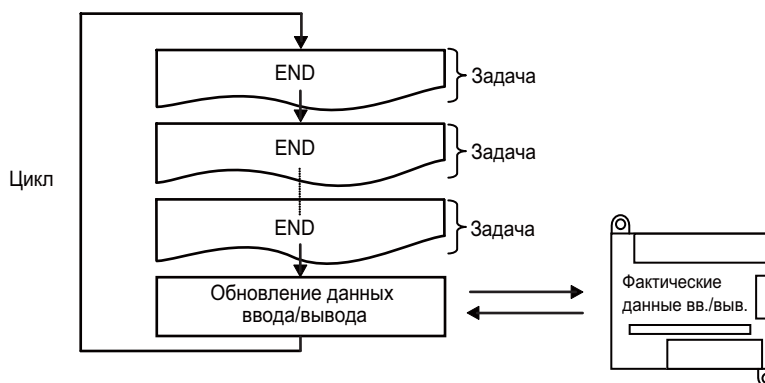 END
Задача
END
Задача
Цикл
END
Задача
Обновление данных
ввода/вывода
Фактические
данные вв./выв.